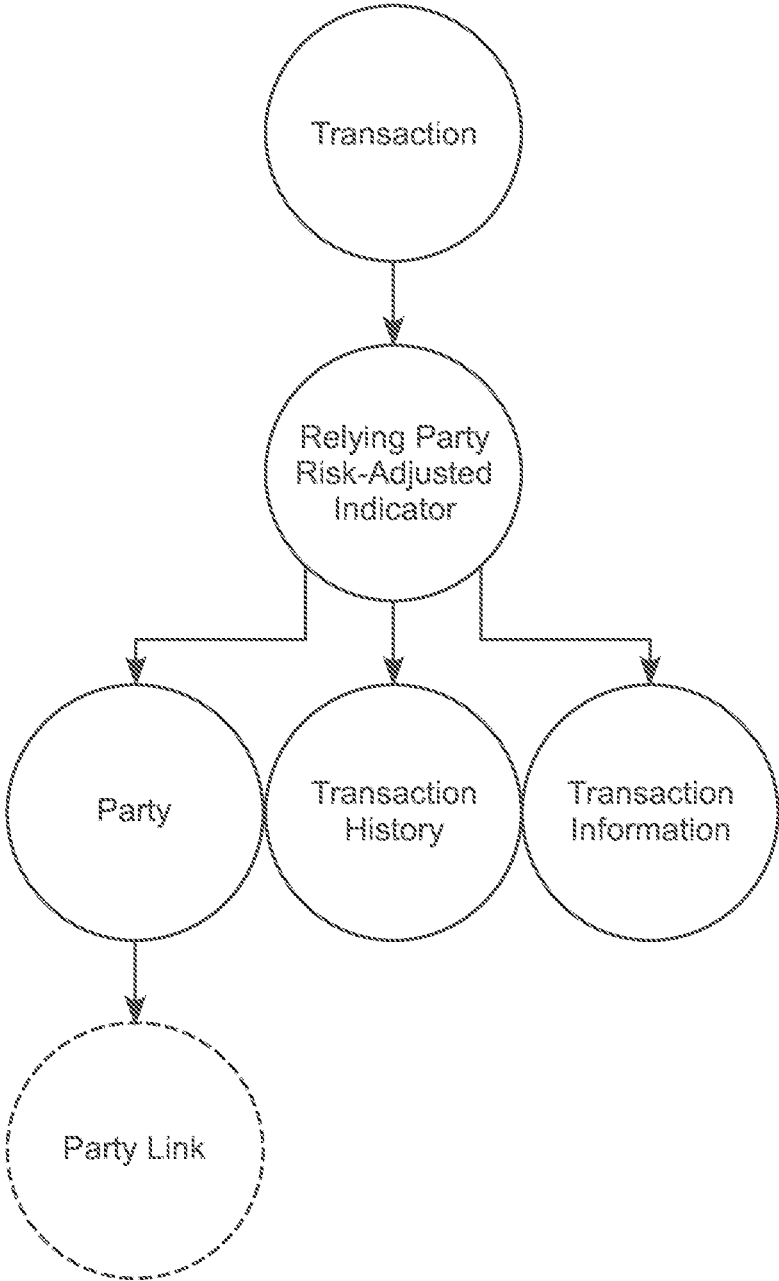 Transaction
Relying Party
Risk-Adjusted
Indicator
Party
Transaction
History
Transaction
Information
Party Link